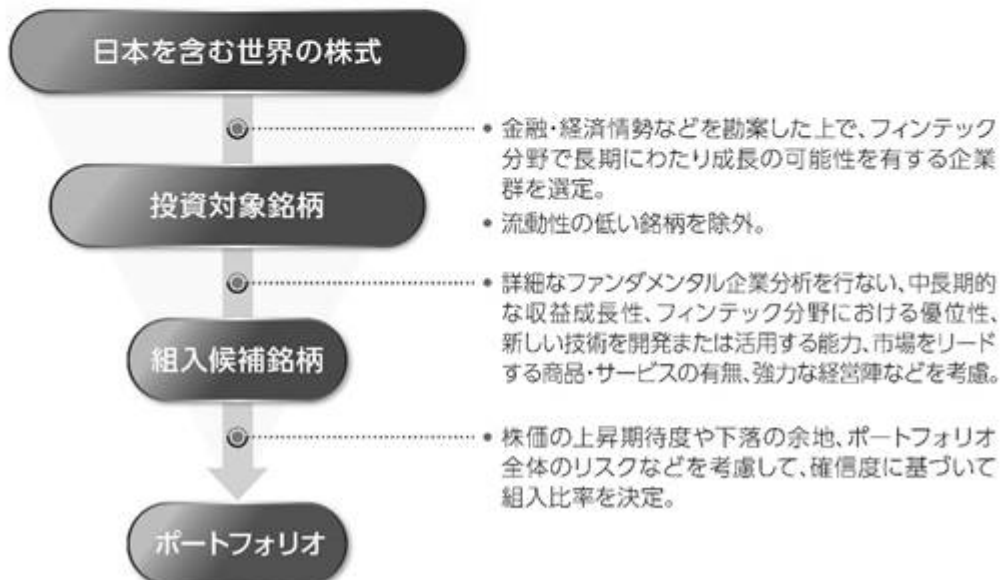 日本を含む世界の株式
• 金融・経済情勢などを勘案した上で、フィンテック
分野で長期にわたり成長の可能性を有する企業
群を選定。
投資対象銘柄
• 流動性の低い銘柄を除外。
• 詳細なファンダメンタル企業分析を行ない、中長期的
な収益成長性、フィンテック分野における優位性、
新しい技術を開発または活用する能力、市場をリード
する商品・サービスの有無、強力な経営陣などを考慮。
組入候補銘柄
• 株価の上昇期待度や下落の余地、ポートフォリオ
全体のリスクなどを考慮して、確信度に基づいて
組入比率を決定。
ポートフォリオ